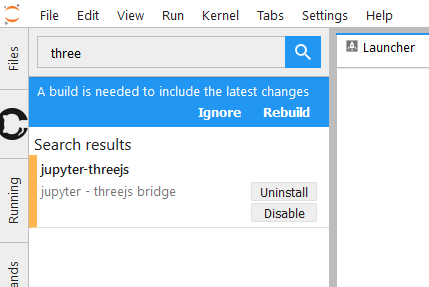 File Edit View Run Kernel Tabs Settings Help
Files
three
Launcher
A build is needed to include the latest changes
Ignore Rebuild
Search results
jupyter-threejs
jupyter - threejs bridge
Uninstall
Disable
Running
ands